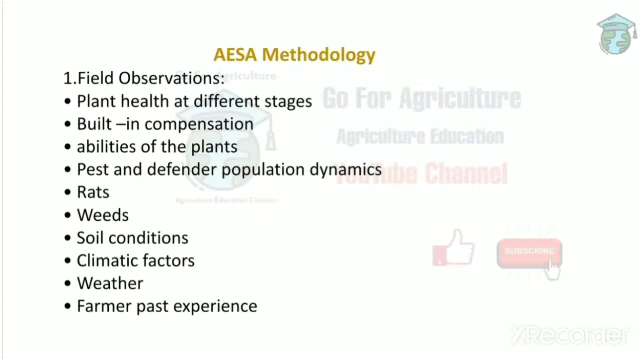 AESA Methodology
1.Field Observations:
• Plant health at different stages
• Built –in compensation
• abilities of the plants
• Pest and defender population dynamics
• Rats
• Weeds
• Soil conditions
• Climatic factors
• Weather
• Farmer past experience
Go For Agriculture
Agriculture Education
YouTube Channel
SUBSCRIBE
XRecorder